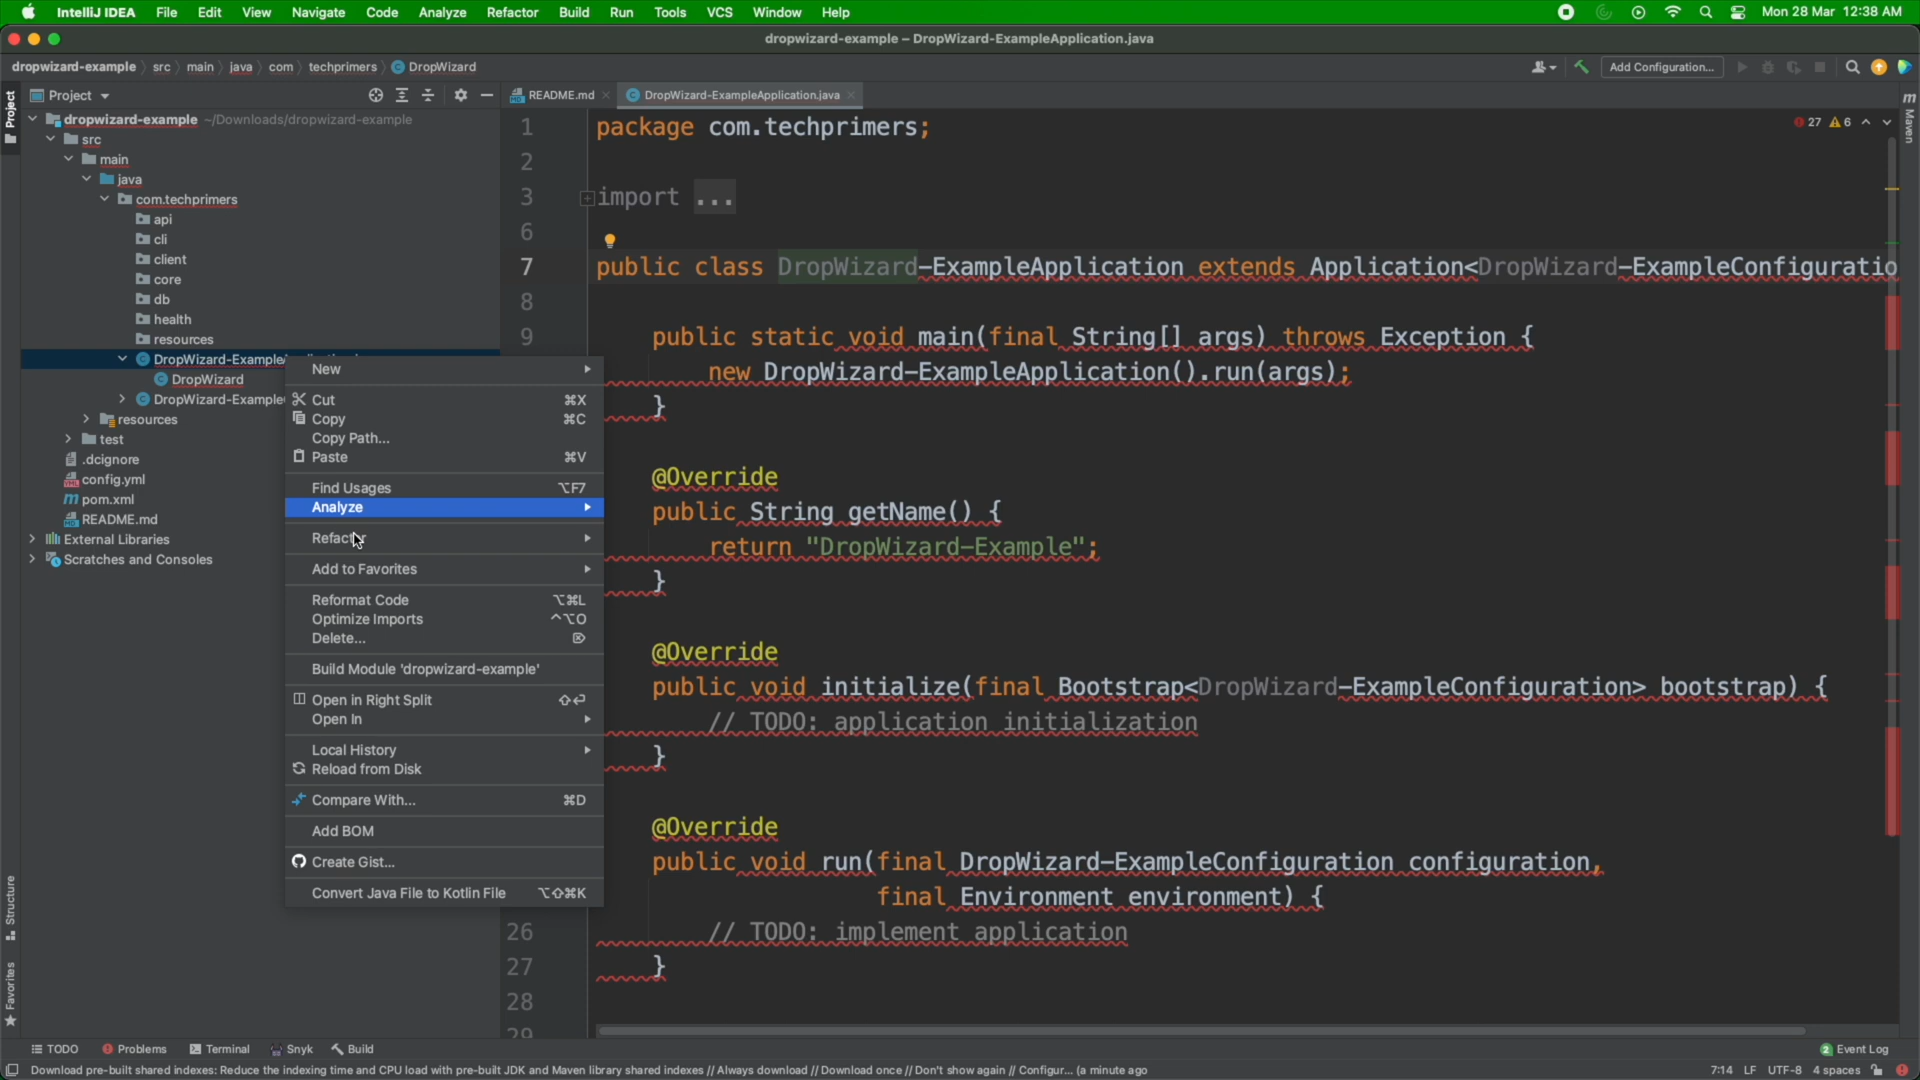 IntelliJ IDEA File Edit View Navigate Code Analyze Refactor Build Run Tools VCS Window Help Mon 28 Mar 12:38 AM
dropwizard-example – DropWizard-ExampleApplication.java
dropwizard-example src main java com techprimers DropWizard Add Configuration...
Project README.md DropWizard-ExampleApplication.java
Project
Maven
Structure
Favorites
dropwizard-example ~/Downloads/dropwizard-example
src
main
java
com.techprimers
api
cli
client
core
db
health
resources
DropWizard-Example
DropWizard
DropWizard-Example
resources
test
.dcignore
config.yml
pom.xml
README.md
External Libraries
Scratches and Consoles
New
Cut ⌘X
Copy ⌘C
Copy Path...
Paste ⌘V
Find Usages ⌥F7
Analyze
Refactor
Add to Favorites
Reformat Code ⌥⌘L
Optimize Imports ^⌥O
Delete... ⌦
Build Module 'dropwizard-example'
Open in Right Split ⇧⏎
Open In
Local History
Reload from Disk
Compare With... ⌘D
Add BOM
Create Gist...
Convert Java File to Kotlin File ⌥⇧⌘K
27 6
1 package com.techprimers;
2
3 import ...
6
7 public class DropWizard-ExampleApplication extends Application<DropWizard-ExampleConfiguratio
8
9 public static void main(final String[] args) throws Exception {
new DropWizard-ExampleApplication().run(args);
}
@Override
public String getName() {
return "DropWizard-Example";
}
@Override
public void initialize(final Bootstrap<DropWizard-ExampleConfiguration> bootstrap) {
// TODO: application initialization
}
@Override
public void run(final DropWizard-ExampleConfiguration configuration,
final Environment environment) {
26 // TODO: implement application
27 }
28
29
TODO Problems Terminal Snyk Build 2 Event Log
Download pre-built shared indexes: Reduce the indexing time and CPU load with pre-built JDK and Maven library shared indexes // Always download // Download once // Don't show again // Configur... (a minute ago 7:14 LF UTF-8 4 spaces